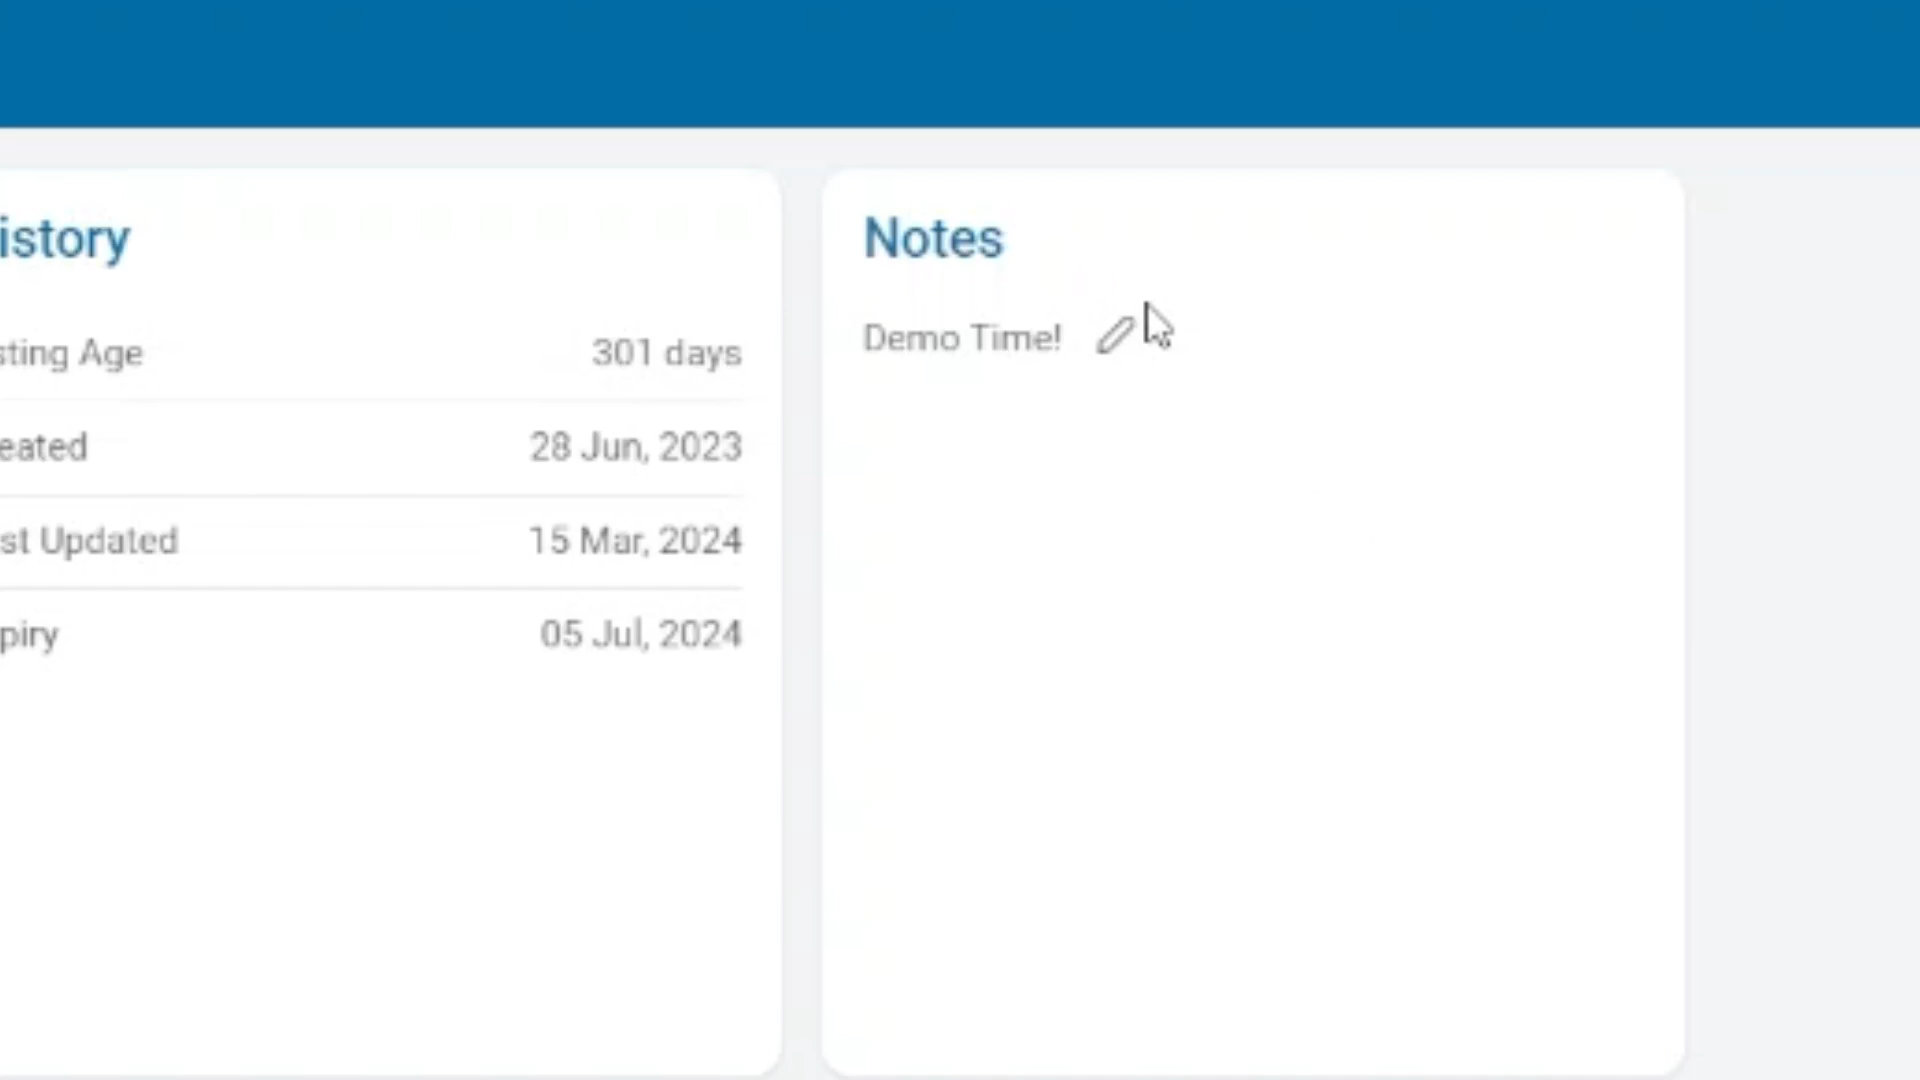 istory
sting Age 301 days
eated 28 Jun, 2023
st Updated 15 Mar, 2024
piry 05 Jul, 2024
Notes
Demo Time!